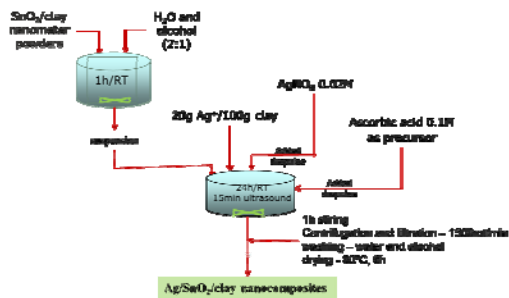 SnO₂/clay
nanometer
powders
H₂O and
alcohol
(2:1)
1h/RT
suspension
20g Ag⁺/100g clay
AgNO₃ 0.02M
Added
dropwise
Ascorbic acid 0.1M
as precursor
Added
dropwise
24h/RT
15min ultrasound
1h stiring
Centrifugation and filtration –
washing – water and alcohol
drying - 80°C, 6h
Ag/SnO₂/clay nanocomposites